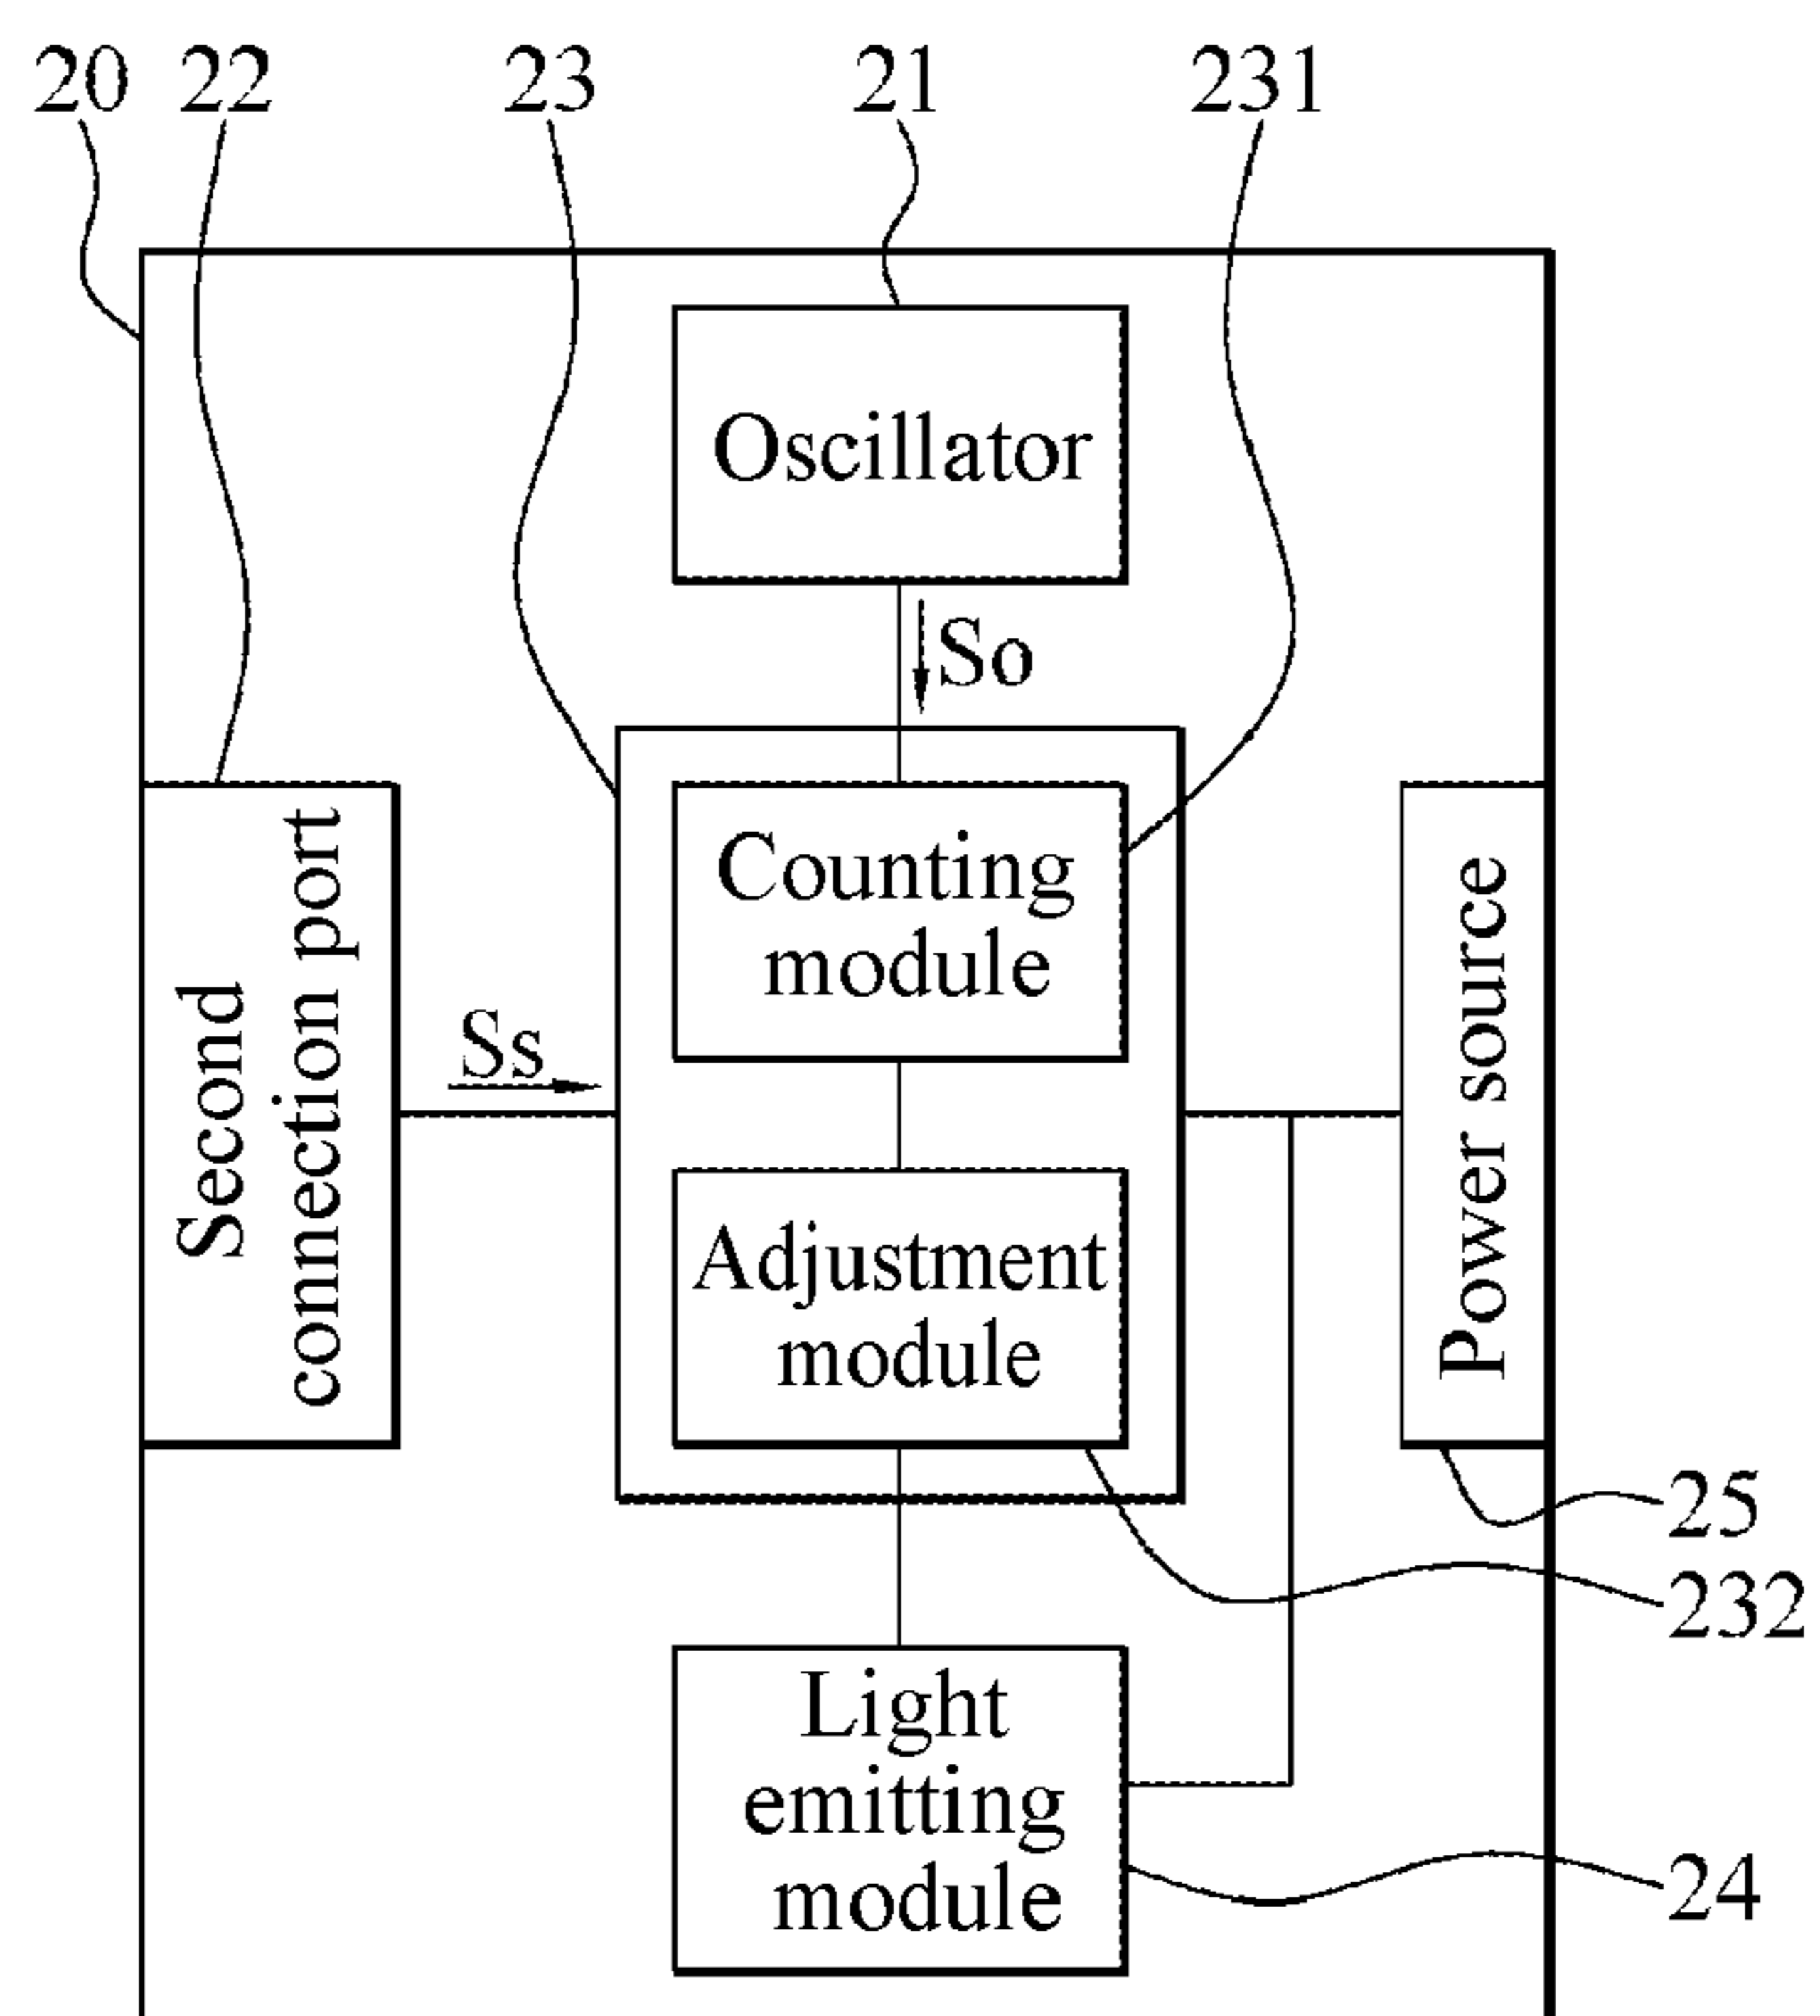 20 22 23 21 231
Oscillator
So
Counting
module
Second
connection port
Ss
Power source
Adjustment
module
25
232
Light
emitting
module
24